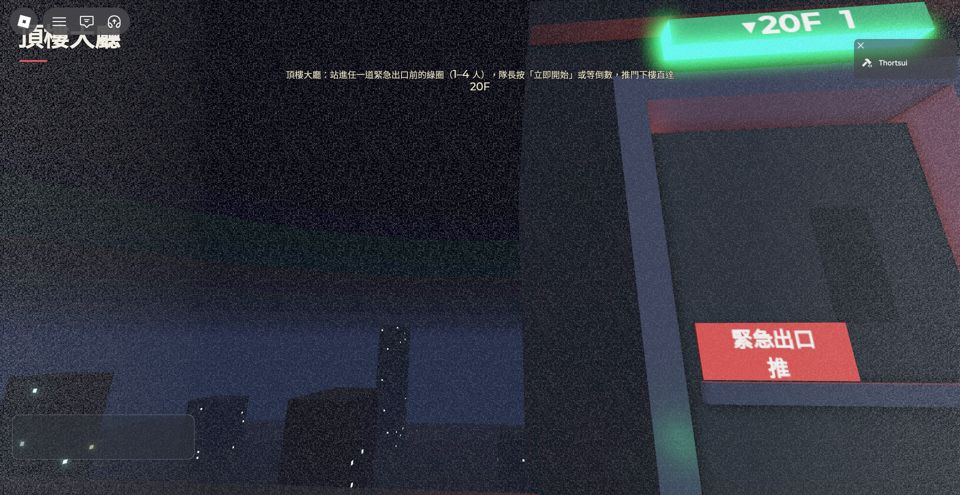 頂樓大廳
▼20F 1
Thortsui
頂樓大廳：站進任一道緊急出口前的綠圈（1–4 人），隊長按「立即開始」或等倒數，推門下樓直達
20F
緊急出口
推